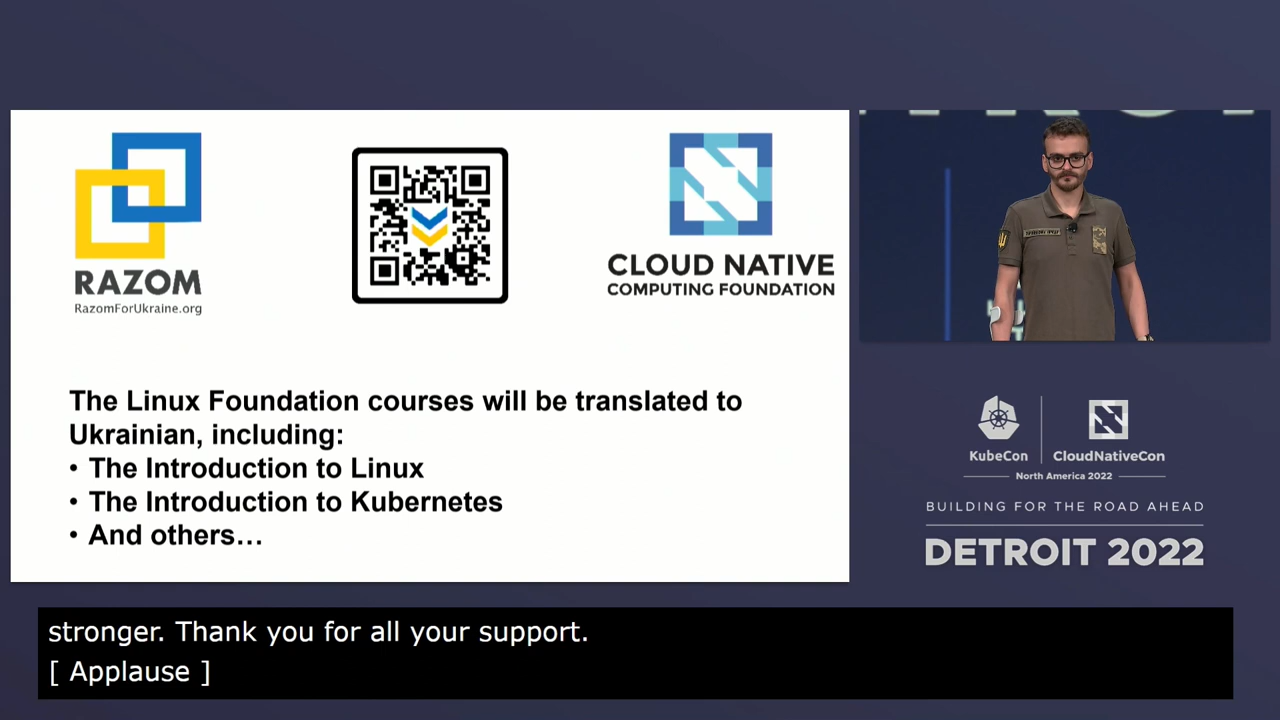 RAZOM
RazomForUkraine.org
CLOUD NATIVE
COMPUTING FOUNDATION
The Linux Foundation courses will be translated to
Ukrainian, including:
• The Introduction to Linux
• The Introduction to Kubernetes
• And others…
KubeCon
CloudNativeCon
North America 2022
BUILDING FOR THE ROAD AHEAD
DETROIT 2022
stronger. Thank you for all your support.
[ Applause ]